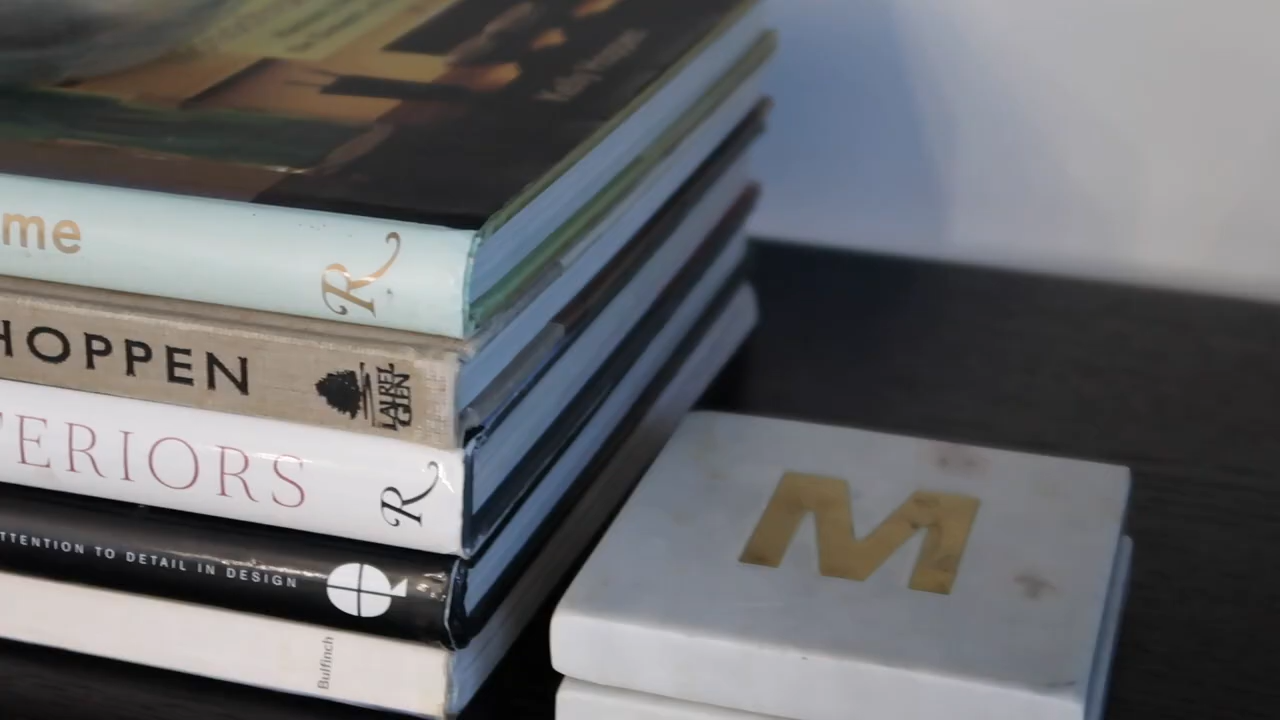 me R
HOPPEN LAUREL GLEN
ERIORS R
TTENTION TO DETAIL IN DESIGN
Bulfinch
M